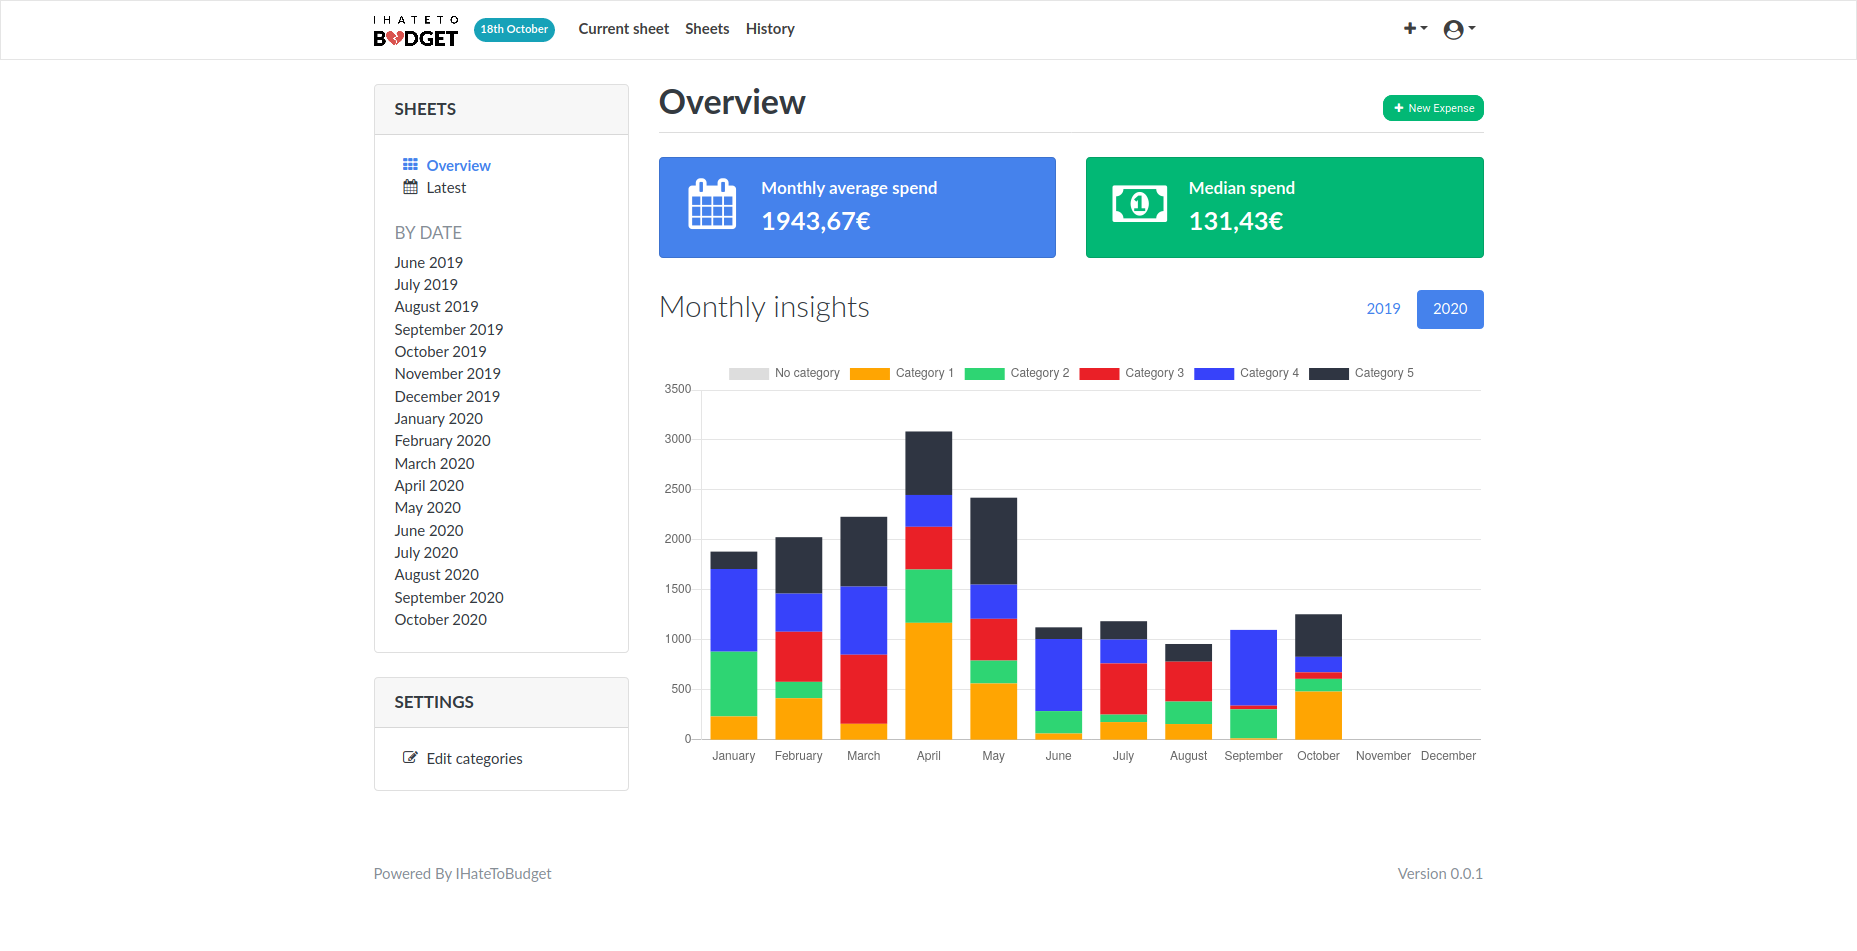 I H A T E T O
BUDGET
18th October
Current sheet
Sheets
History
SHEETS
Overview
Latest
BY DATE
June 2019
July 2019
August 2019
September 2019
October 2019
November 2019
December 2019
January 2020
February 2020
March 2020
April 2020
May 2020
June 2020
July 2020
August 2020
September 2020
October 2020
SETTINGS
Edit categories
Overview
New Expense
Monthly average spend
1943,67€
1
Median spend
131,43€
Monthly insights
2019
2020
No category
Category 1
Category 2
Category 3
Category 4
Category 5
3500
3000
2500
2000
1500
1000
500
0
January
February
March
April
May
June
July
August
September
October
November
December
Powered By IHateToBudget
Version 0.0.1